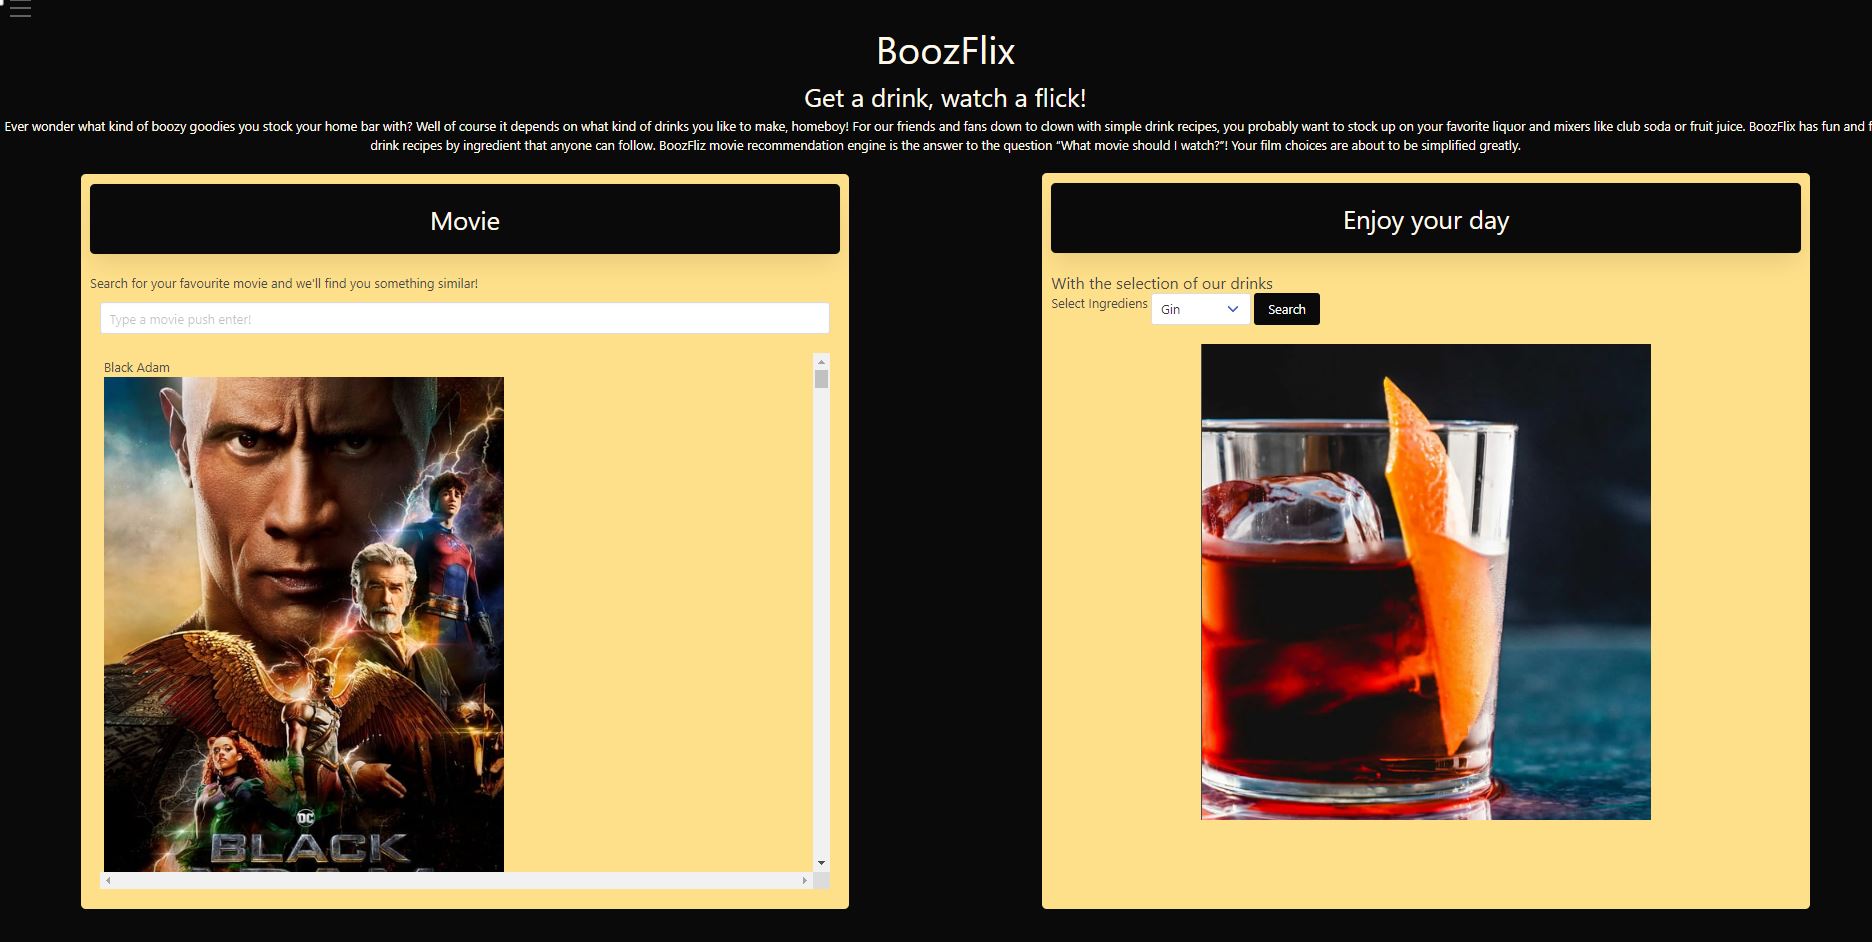 BoozFlix
Get a drink, watch a flick!
Ever wonder what kind of boozy goodies you stock your home bar with? Well of course it depends on what kind of drinks you like to make, homeboy! For our friends and fans down to clown with simple drink recipes, you probably want to stock up on your favorite liquor and mixers like club soda or fruit juice. BoozFlix has fun and f
drink recipes by ingredient that anyone can follow. BoozFliz movie recommendation engine is the answer to the question “What movie should I watch?”! Your film choices are about to be simplified greatly.
Movie
Search for your favourite movie and we'll find you something similar!
Type a movie push enter!
Black Adam
DC
BLACK
ADAM
Enjoy your day
With the selection of our drinks
Select Ingrediens Gin Search